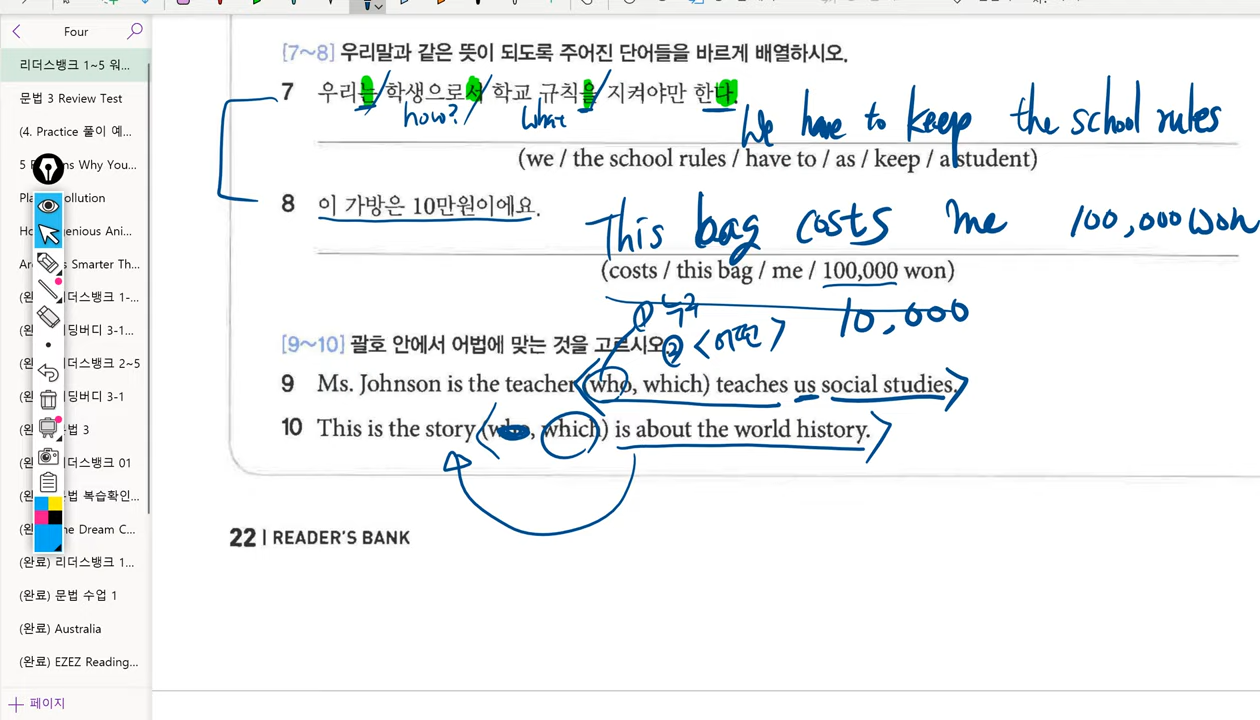 Four
리더스뱅크 1~5 워...
문법 3 Review Test
(4. Practice 풀이 예...
5
ns Why You...
Pla
ollution
Ho
enious Ani...
Ar
s Smarter Th...
(완
리더스뱅크 1-...
(완
딩버디 3-1...
(완
더스뱅크 2~5
(완
딩버디 3-1
(완
법 3
(완
더스뱅크 01
(완
법 복습확인...
(완
he Dream C...
(완료) 리더스뱅크 1...
(완료) 문법 수업 1
(완료) Australia
(완료) EZEZ Reading...
페이지
[7~8] 우리말과 같은 뜻이 되도록 주어진 단어들을 바르게 배열하시오.
7 우리는 / 학생으로서 / 학교 규칙을 / 지켜야만 한다.
how? what
We have to keep the school rules
(we / the school rules / have to / as / keep / a student)
8 이 가방은 10만원이에요.
This bag costs me 100,000won
(costs / this bag / me / 100,000 won)
10,000
① 누구
② <어떤>
[9~10] 괄호 안에서 어법에 맞는 것을 고르시오.
9 Ms. Johnson is the teacher (who, which) teaches us social studies.
10 This is the story (who, which) is about the world history.
22 | READER'S BANK